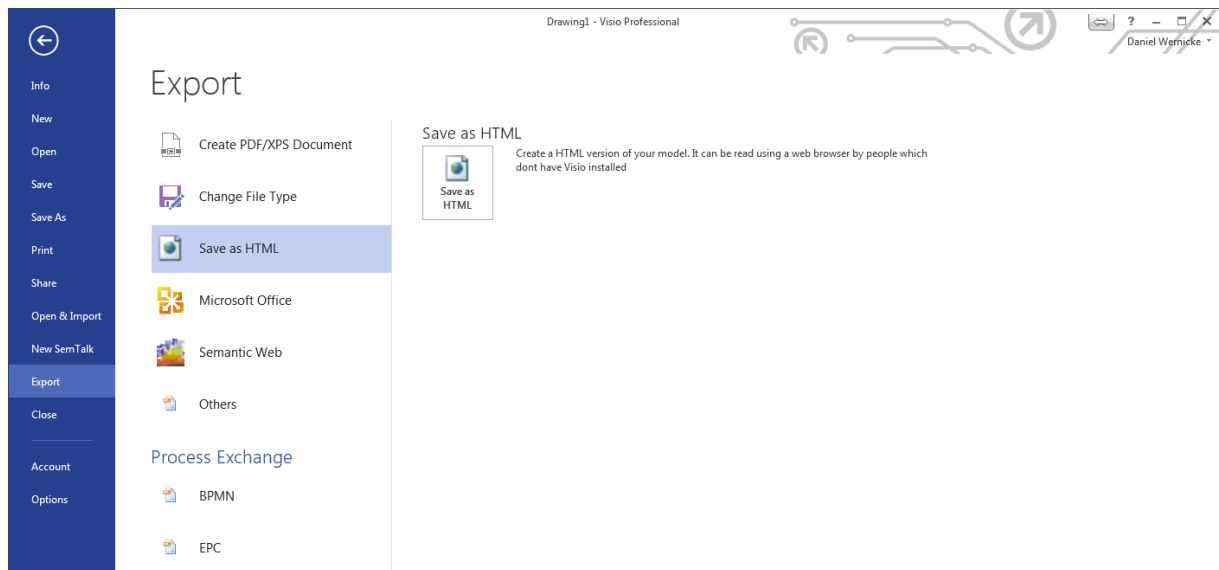 Drawing1 - Visio Professional
?
Daniel Wernicke
Info
New
Open
Save
Save As
Print
Share
Open & Import
New SemTalk
Export
Close
Account
Options
Export
Create PDF/XPS Document
Change File Type
Save as HTML
Microsoft Office
Semantic Web
Others
Process Exchange
BPMN
EPC
Save as HTML
Save as
HTML
Create a HTML version of your model. It can be read using a web browser by people which
dont have Visio installed